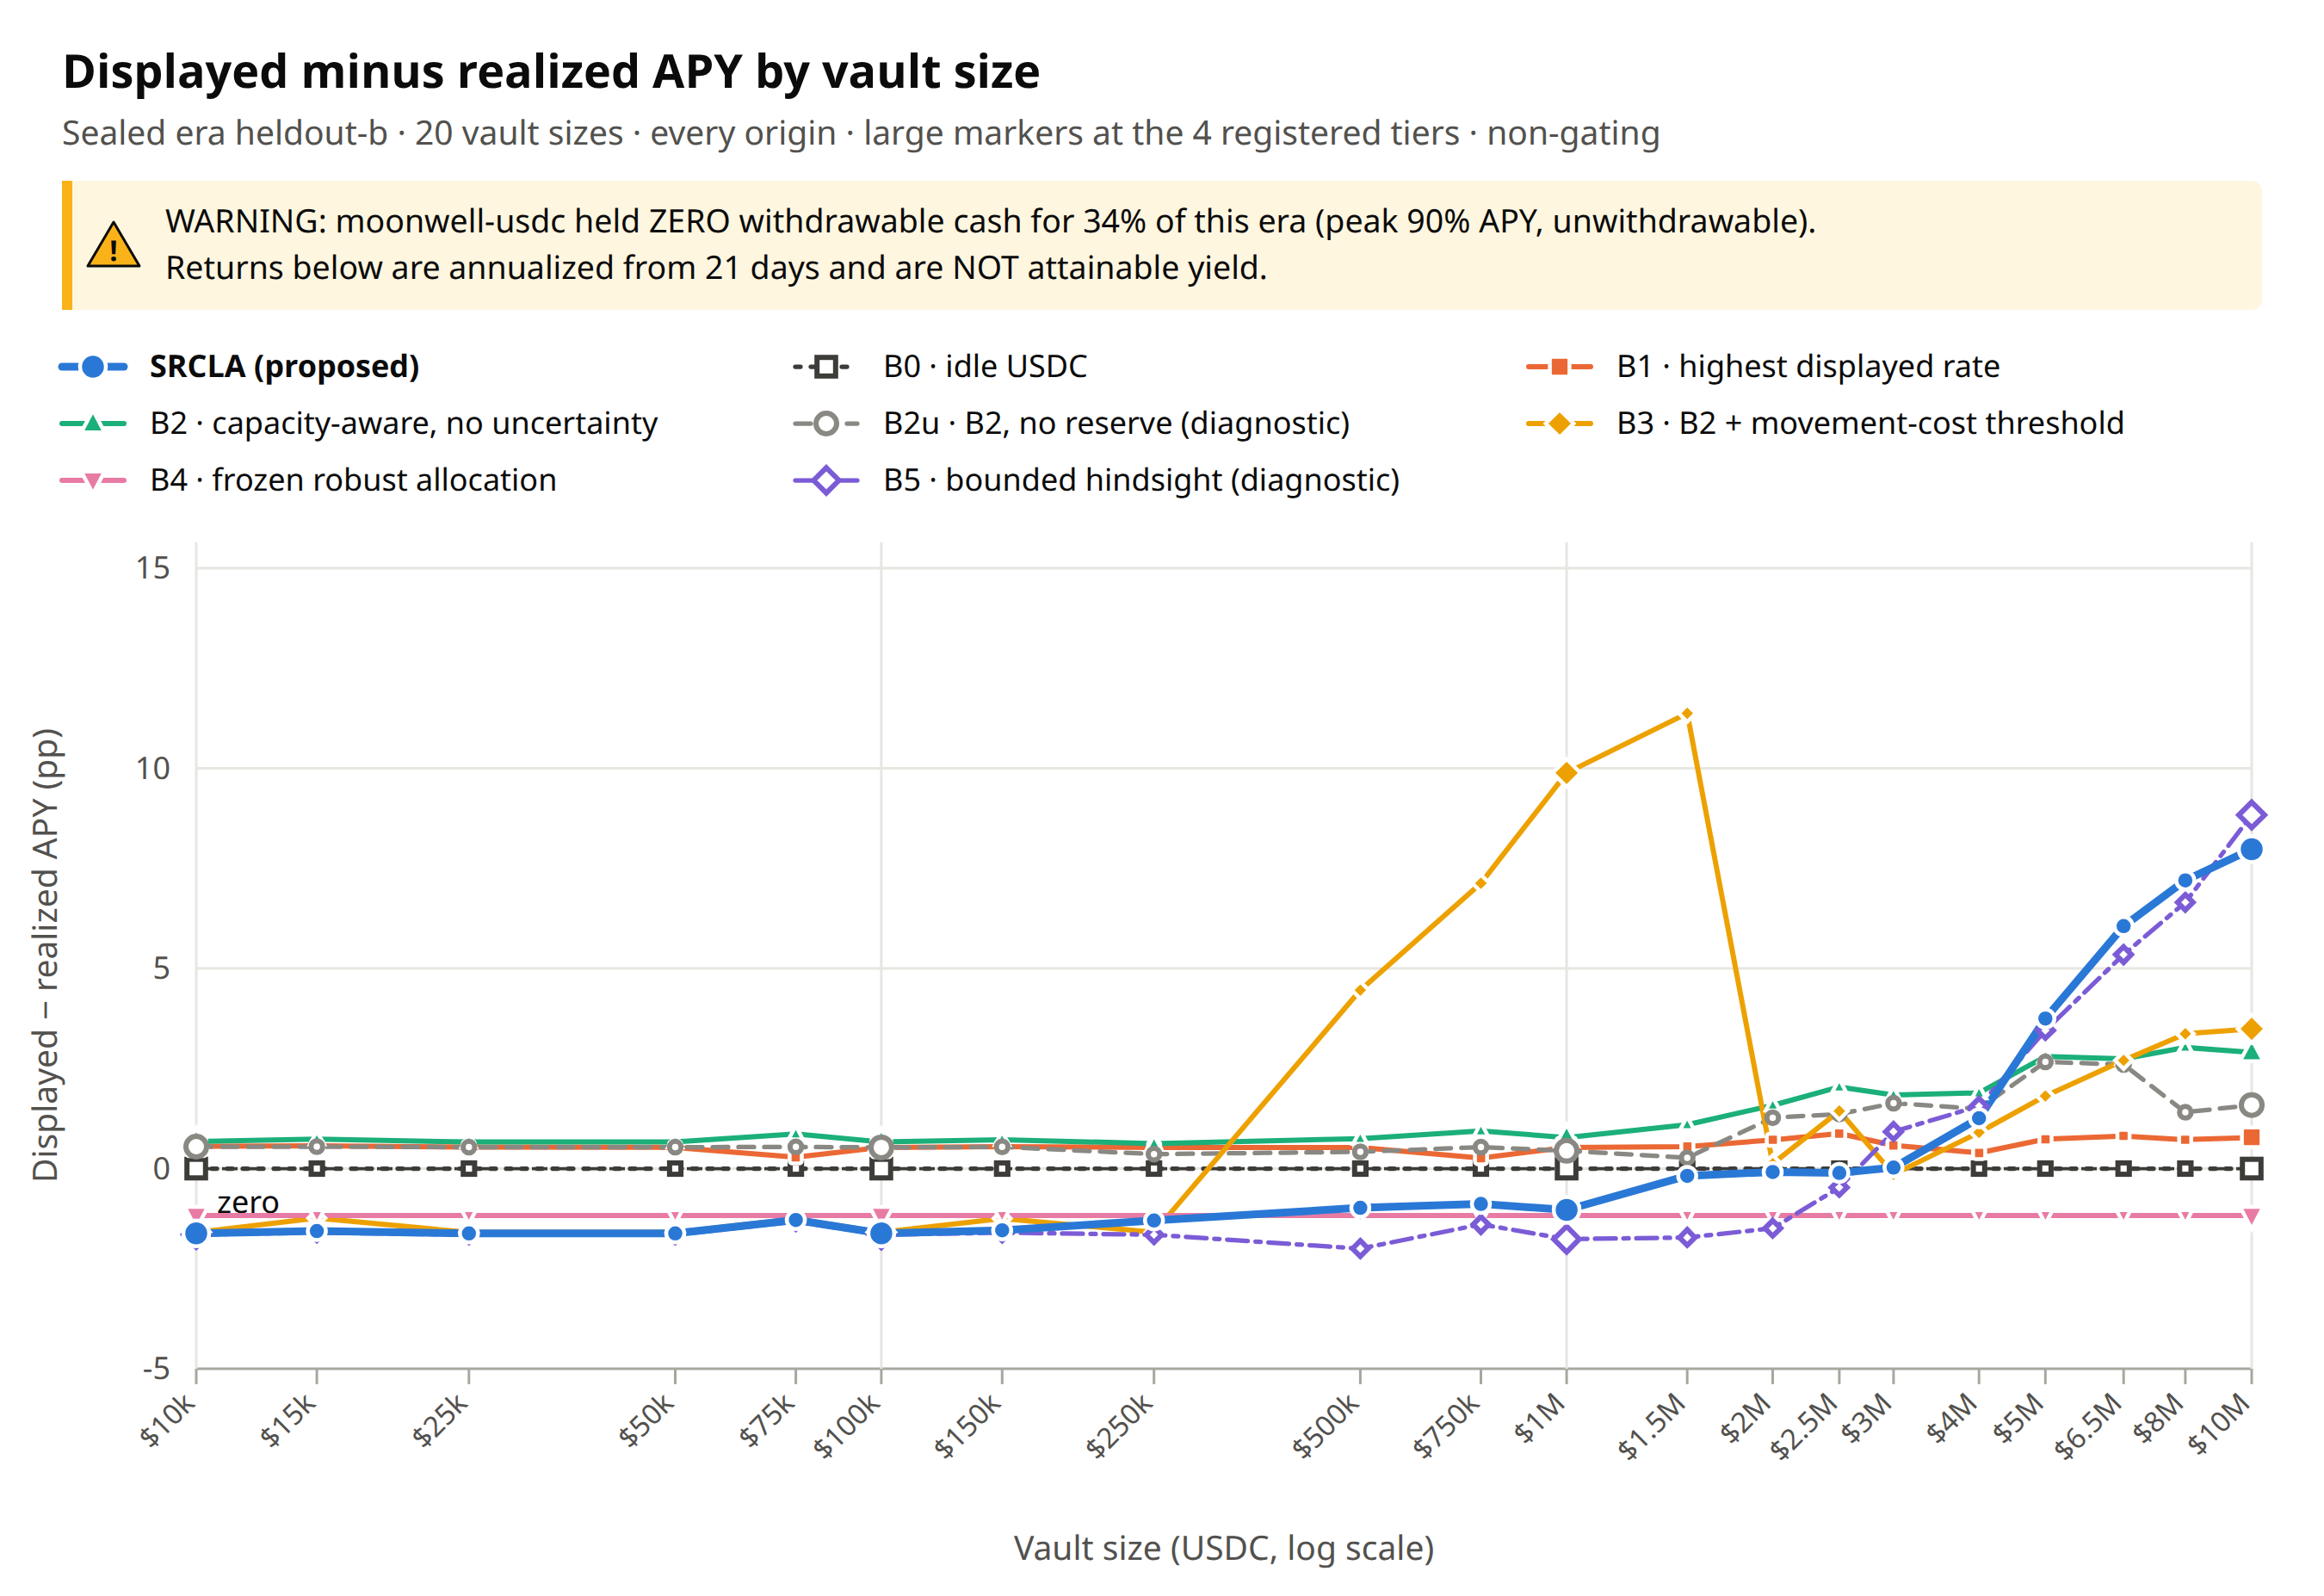 Displayed minus realized APY by vault size
Sealed era heldout-b · 20 vault sizes · every origin · large markers at the 4 registered tiers · non-gating
WARNING: moonwell-usdc held ZERO withdrawable cash for 34% of this era (peak 90% APY, unwithdrawable).
Returns below are annualized from 21 days and are NOT attainable yield.
SRCLA (proposed)
B0 · idle USDC
B1 · highest displayed rate
B2 · capacity-aware, no uncertainty
B2u · B2, no reserve (diagnostic)
B3 · B2 + movement-cost threshold
B4 · frozen robust allocation
B5 · bounded hindsight (diagnostic)
Displayed − realized APY (pp)
15
10
5
0
-5
zero
$10k
$15k
$25k
$50k
$75k
$100k
$150k
$250k
$500k
$750k
$1M
$1.5M
$2M
$2.5M
$3M
$4M
$5M
$6.5M
$8M
$10M
Vault size (USDC, log scale)